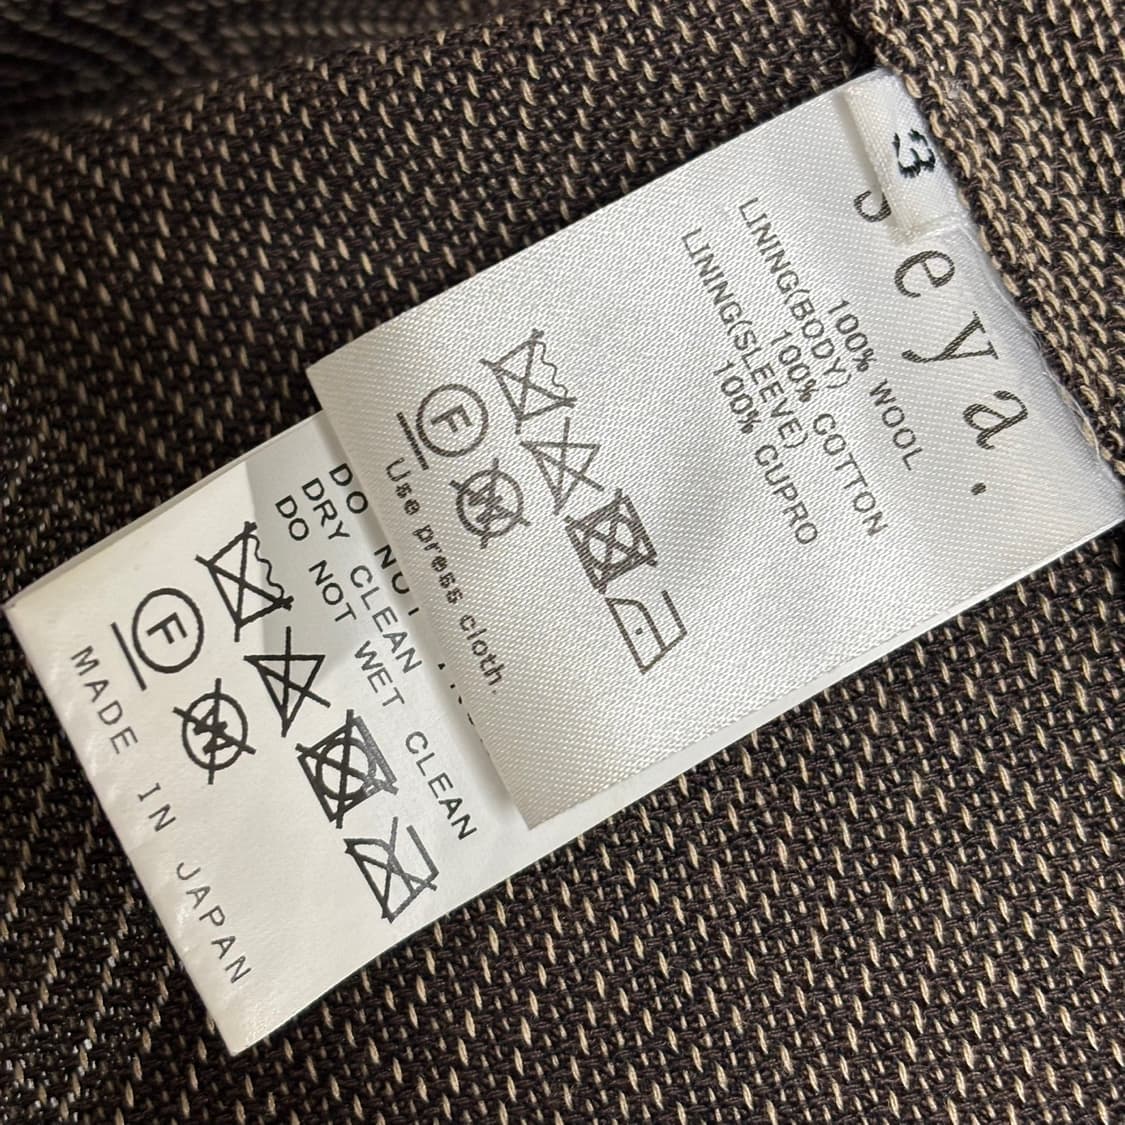 3
seya.
100% WOOL
LINING(BODY)
100% COTTON
LINING(SLEEVE)
100% CUPRO
F
W
Use press cloth.
DO NOT
DRY CLEAN
DO NOT WET CLEAN
F
W
MADE IN JAPAN